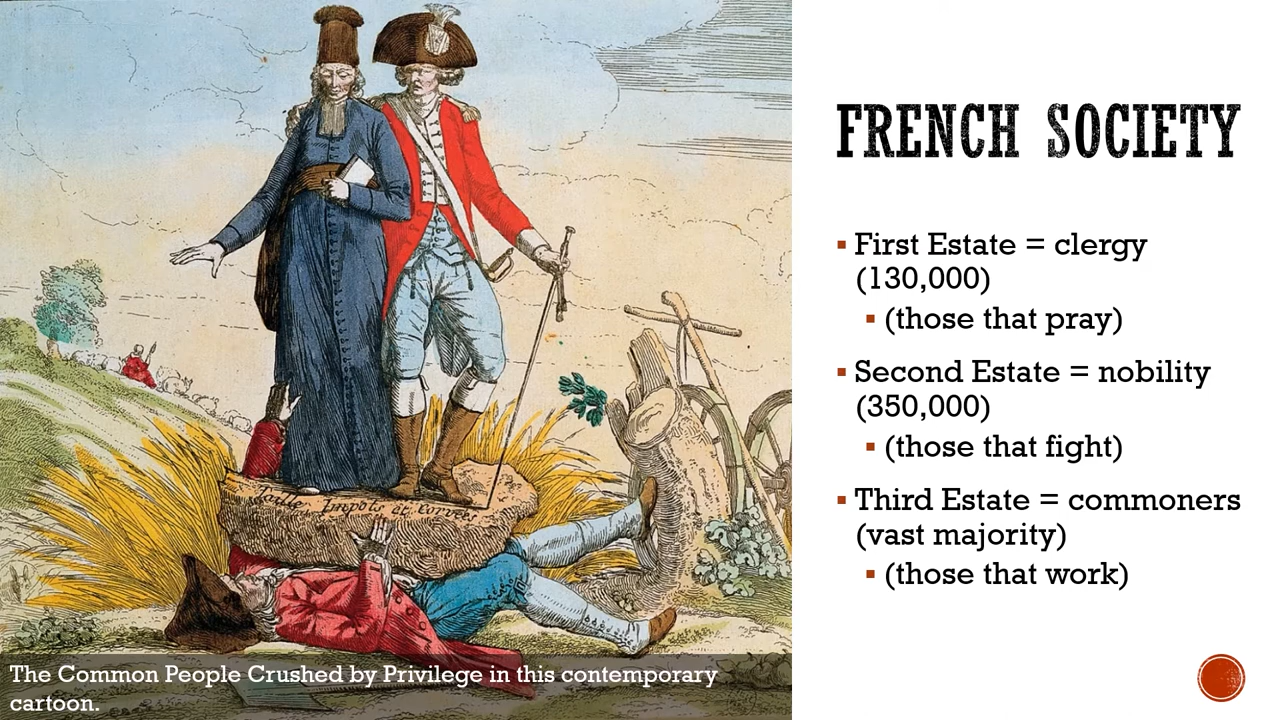 FRENCH SOCIETY
▪ First Estate = clergy
(130,000)
▪ (those that pray)
▪ Second Estate = nobility
(350,000)
▪ (those that fight)
▪ Third Estate = commoners
(vast majority)
▪ (those that work)
Taille Impots et Corvées
The Common People Crushed by Privilege in this contemporary
cartoon.